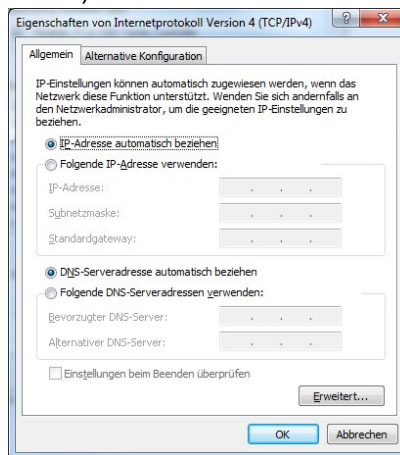 Eigenschaften von Internetprotokoll Version 4 (TCP/IPv4)
Allgemein Alternative Konfiguration
IP-Einstellungen können automatisch zugewiesen werden, wenn das
Netzwerk diese Funktion unterstützt. Wenden Sie sich andernfalls an
den Netzwerkadministrator, um die geeigneten IP-Einstellungen zu
beziehen.
IP-Adresse automatisch beziehen
Folgende IP-Adresse verwenden:
IP-Adresse:
Subnetzmaske:
Standardgateway:
DNS-Serveradresse automatisch beziehen
Folgende DNS-Serveradressen verwenden:
Bevorzugter DNS-Server:
Alternativer DNS-Server:
Einstellungen beim Beenden überprüfen
Erweitert...
OK Abbrechen